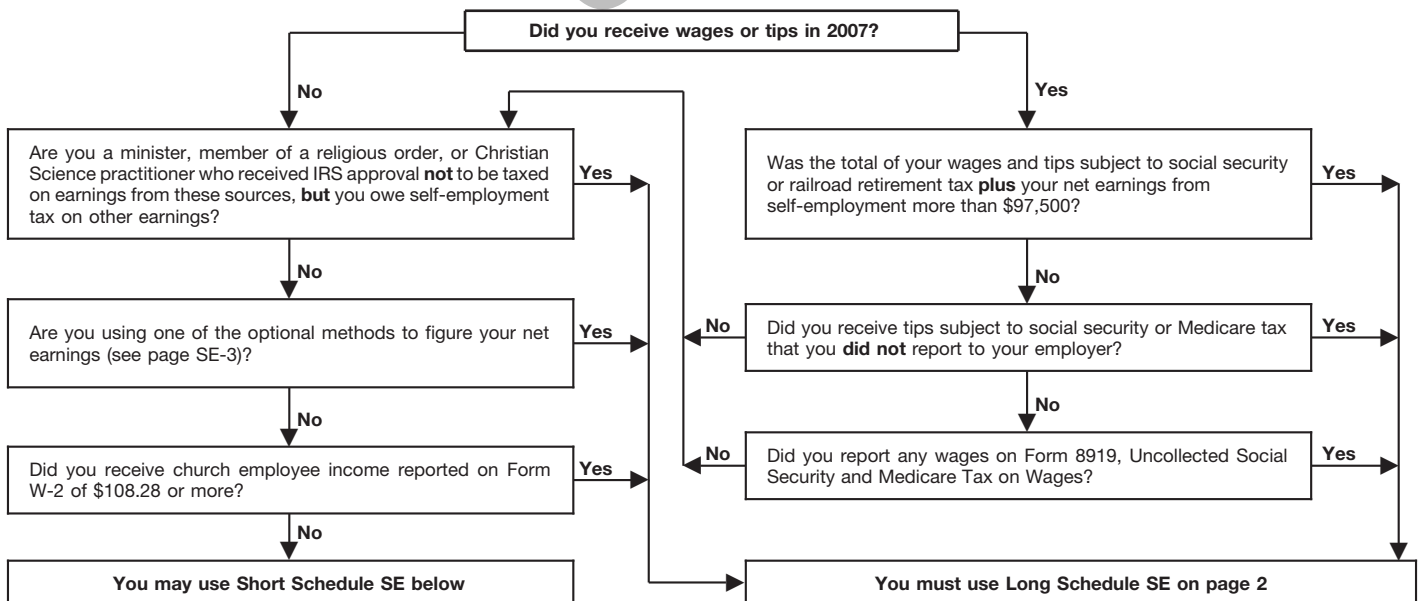 Did you receive wages or tips in 2007?
No
Yes
Are you a minister, member of a religious order, or Christian
Science practitioner who received IRS approval not to be taxed
on earnings from these sources, but you owe self-employment
tax on other earnings?
Yes
Was the total of your wages and tips subject to social security
or railroad retirement tax plus your net earnings from
self-employment more than $97,500?
Yes
No
No
Are you using one of the optional methods to figure your net
earnings (see page SE-3)?
Yes
No
Did you receive tips subject to social security or Medicare tax
that you did not report to your employer?
Yes
No
No
Did you receive church employee income reported on Form
W-2 of $108.28 or more?
Yes
No
Did you report any wages on Form 8919, Uncollected Social
Security and Medicare Tax on Wages?
Yes
No
You may use Short Schedule SE below
You must use Long Schedule SE on page 2